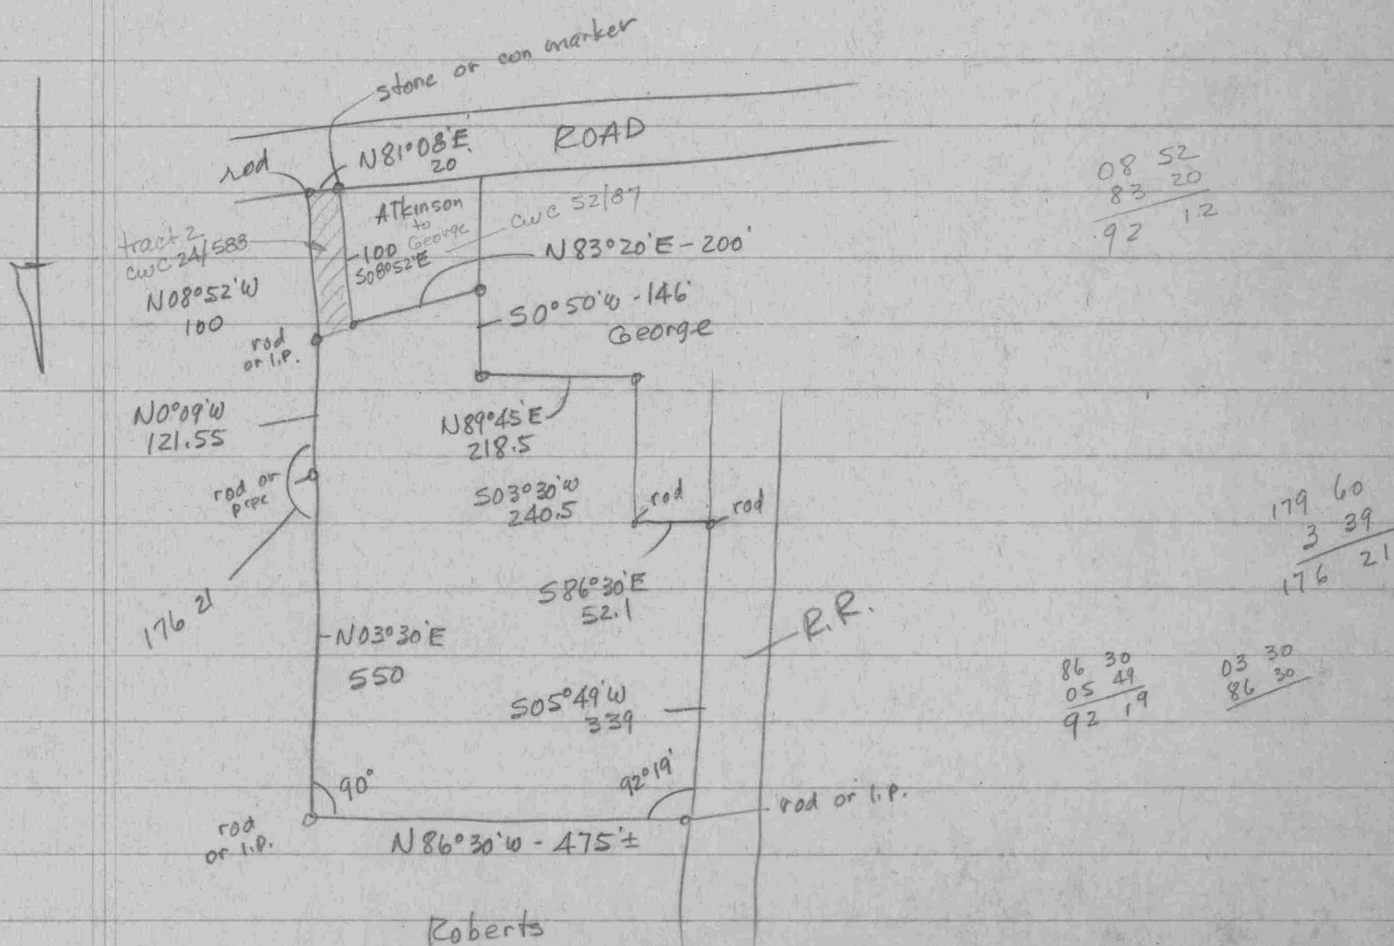 stone or con marker
ROAD
N81°08'E
20
rod
Atkinson
to
George
CWC 52/87
tract 2
CWC 24/583
100
S08°52'E
N83°20'E - 200'
N08°52'W
100
rod
or I.P.
S0°50'W - 146'
George
N0°09'W
121.55
N89°45'E
218.5
rod or
pipe
S03°30'W
240.5
rod
rod
176 21
S86°30'E
52.1
R.R.
N03°30'E
550
S05°49'W
339
90°
92°19'
rod or I.P.
rod
or I.P.
N86°30'W - 475'±
Roberts
08 52
83 20
92 12
179 60
3 39
176 21
86 30
05 49
92 19
03 30
86 30